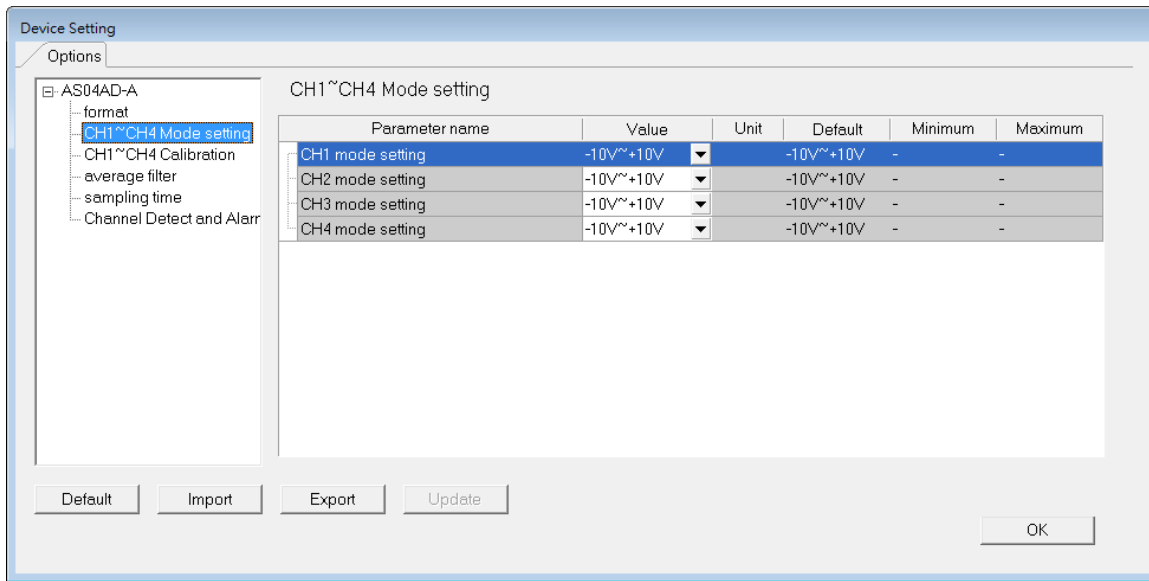 Device Setting
Options
AS04AD-A
format
CH1~CH4 Mode setting
CH1~CH4 Calibration
average filter
sampling time
Channel Detect and Alarr
CH1~CH4 Mode setting
Parameter name Value Unit Default Minimum Maximum
CH1 mode setting -10V~+10V -10V~+10V - -
CH2 mode setting -10V~+10V -10V~+10V - -
CH3 mode setting -10V~+10V -10V~+10V - -
CH4 mode setting -10V~+10V -10V~+10V - -
Default Import Export Update
OK